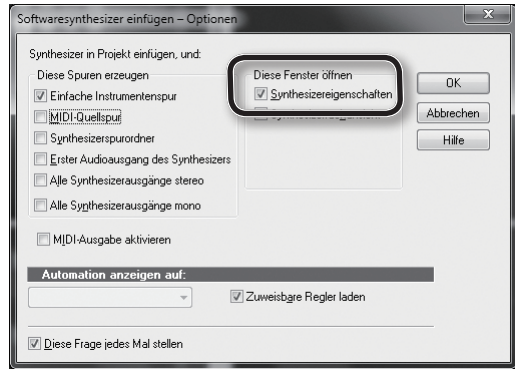 Softwaresynthesizer einfügen – Optionen
Synthesizer in Projekt einfügen, und:
Diese Spuren erzeugen
Einfache Instrumentenspur
MIDI-Quellspur
Synthesizerspurordner
Erster Audioausgang des Synthesizers
Alle Synthesizerausgänge stereo
Alle Synthesizerausgänge mono
MIDI-Ausgabe aktivieren
Diese Fenster öffnen
Synthesizereigenschaften
OK
Abbrechen
Hilfe
Automation anzeigen auf:
Zuweisbare Regler laden
Diese Frage jedes Mal stellen